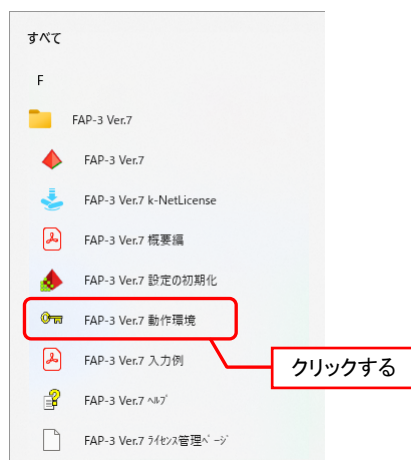 すべて
F
FAP-3 Ver.7
FAP-3 Ver.7
FAP-3 Ver.7 k-NetLicense
FAP-3 Ver.7 概要編
FAP-3 Ver.7 設定の初期化
FAP-3 Ver.7 動作環境
FAP-3 Ver.7 入力例
クリックする
FAP-3 Ver.7 ﾍﾙﾌﾟ
FAP-3 Ver.7 ﾗｲｾﾝｽ管理ﾍﾟｰｼﾞ